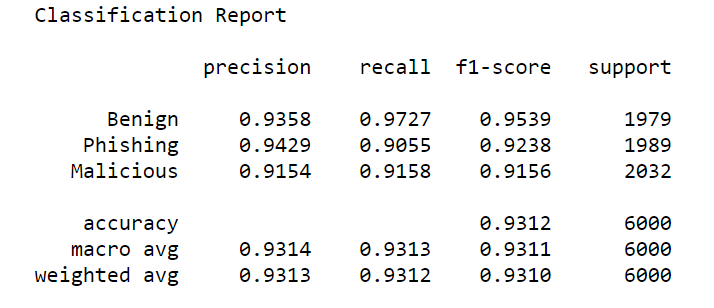 Classification Report
precision recall f1-score support
Benign 0.9358 0.9727 0.9539 1979
Phishing 0.9429 0.9055 0.9238 1989
Malicious 0.9154 0.9158 0.9156 2032
accuracy 0.9312 6000
macro avg 0.9314 0.9313 0.9311 6000
weighted avg 0.9313 0.9312 0.9310 6000